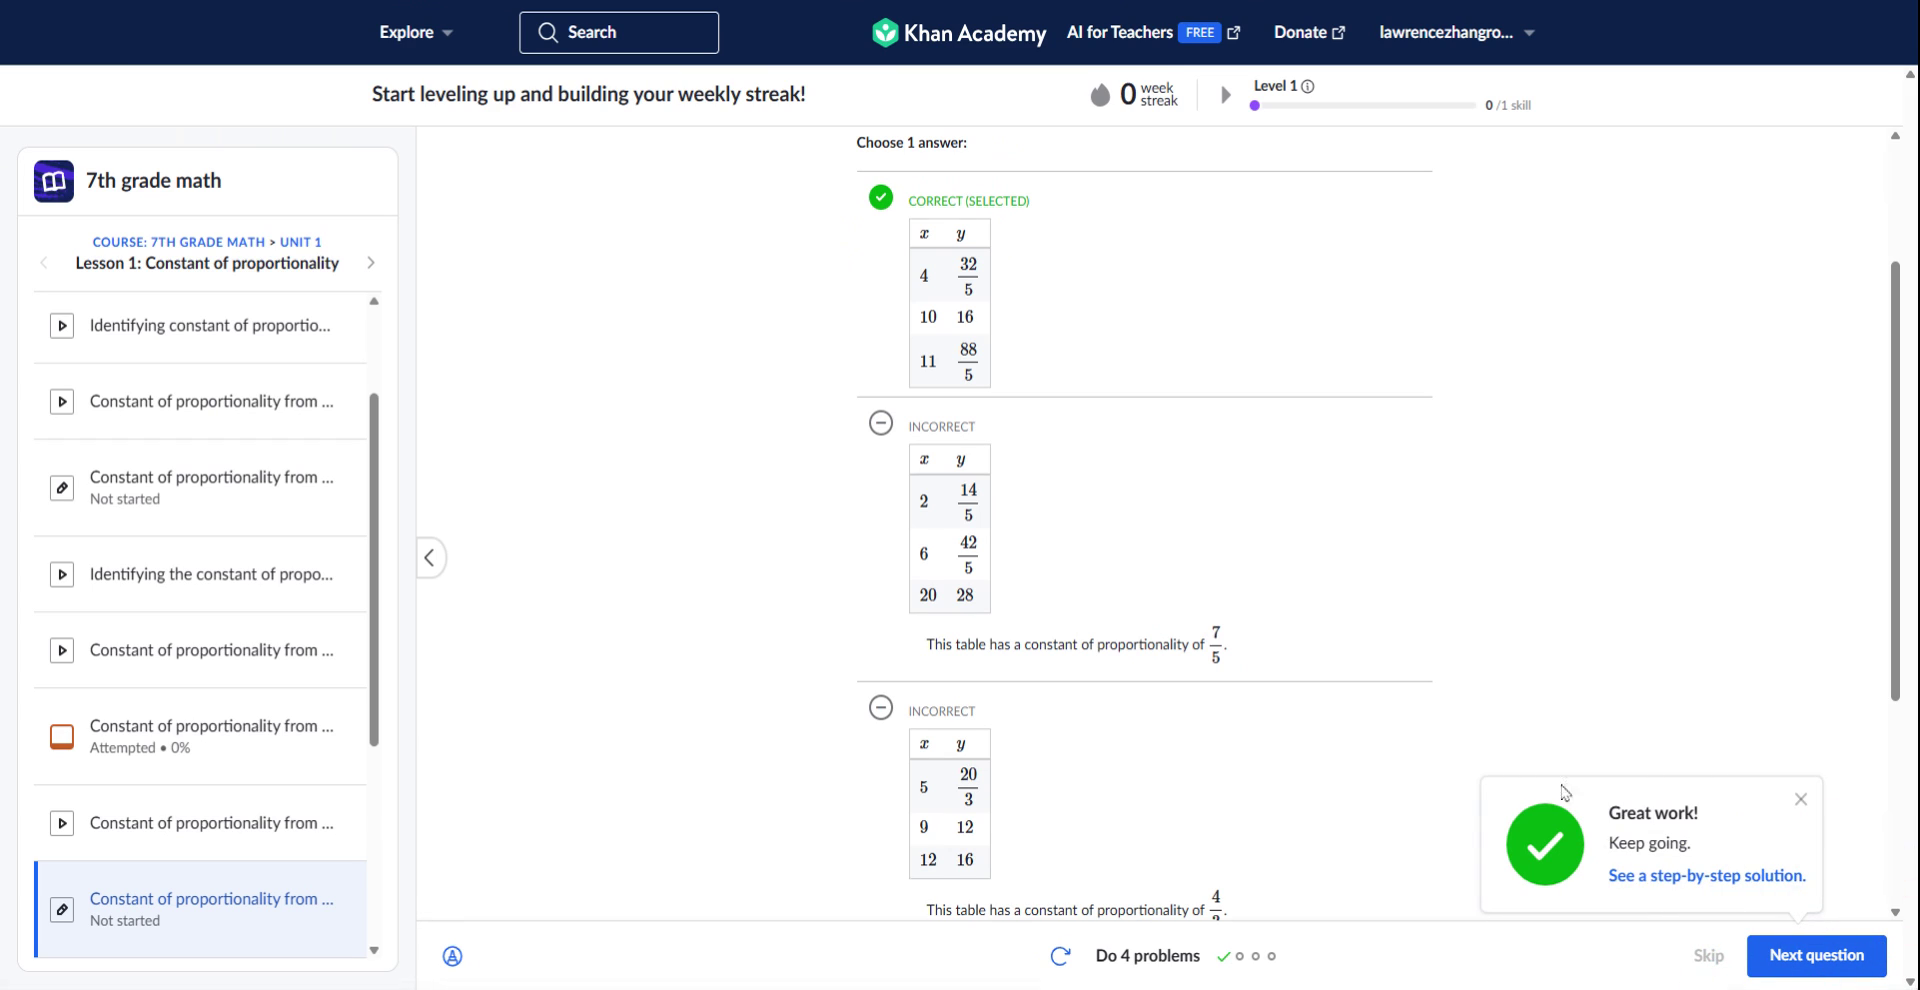 Explore
Search
Khan Academy
AI for Teachers FREE
Donate
lawrencezhangro...
Start leveling up and building your weekly streak!
0 week streak
Level 1
0 /1 skill
7th grade math
COURSE: 7TH GRADE MATH > UNIT 1
Lesson 1: Constant of proportionality
Identifying constant of proportio...
Constant of proportionality from ...
Constant of proportionality from ...
Not started
Identifying the constant of propo...
Constant of proportionality from ...
Constant of proportionality from ...
Attempted • 0%
Constant of proportionality from ...
Constant of proportionality from ...
Not started
Choose 1 answer:
CORRECT (SELECTED)
x y
4 32/5
10 16
11 88/5
INCORRECT
x y
2 14/5
6 42/5
20 28
This table has a constant of proportionality of 7/5.
INCORRECT
x y
5 20/3
9 12
12 16
This table has a constant of proportionality of 4/
Great work!
Keep going.
See a step-by-step solution.
Do 4 problems
Skip
Next question